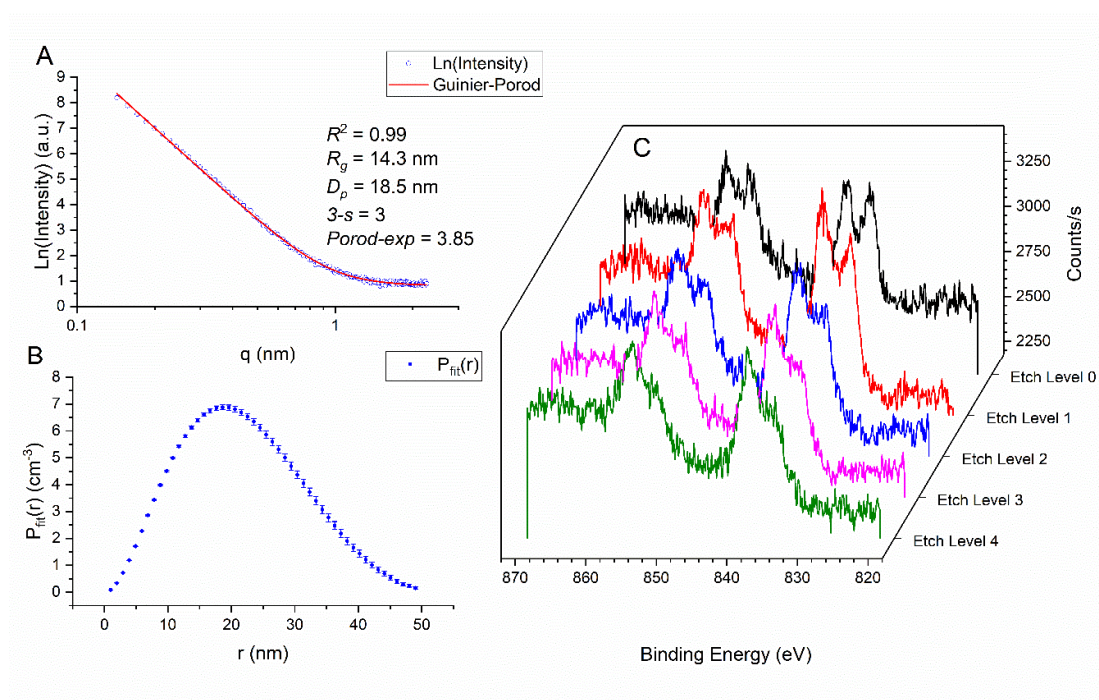 A
Ln(Intensity)
Guinier-Porod
9
8
7
6
5
4
3
2
1
0
Ln(Intensity) (a.u.)
R² = 0.99
Rg = 14.3 nm
Dp = 18.5 nm
3-s = 3
Porod-exp = 3.85
0.1
1
q (nm)
B
Pfit(r)
8
7
6
5
4
3
2
1
0
Pfit(r) (cm-3)
0
10
20
30
40
50
r (nm)
C
3250
3000
2750
2500
2250
Counts/s
Etch Level 0
Etch Level 1
Etch Level 2
Etch Level 3
Etch Level 4
870
860
850
840
830
820
Binding Energy (eV)